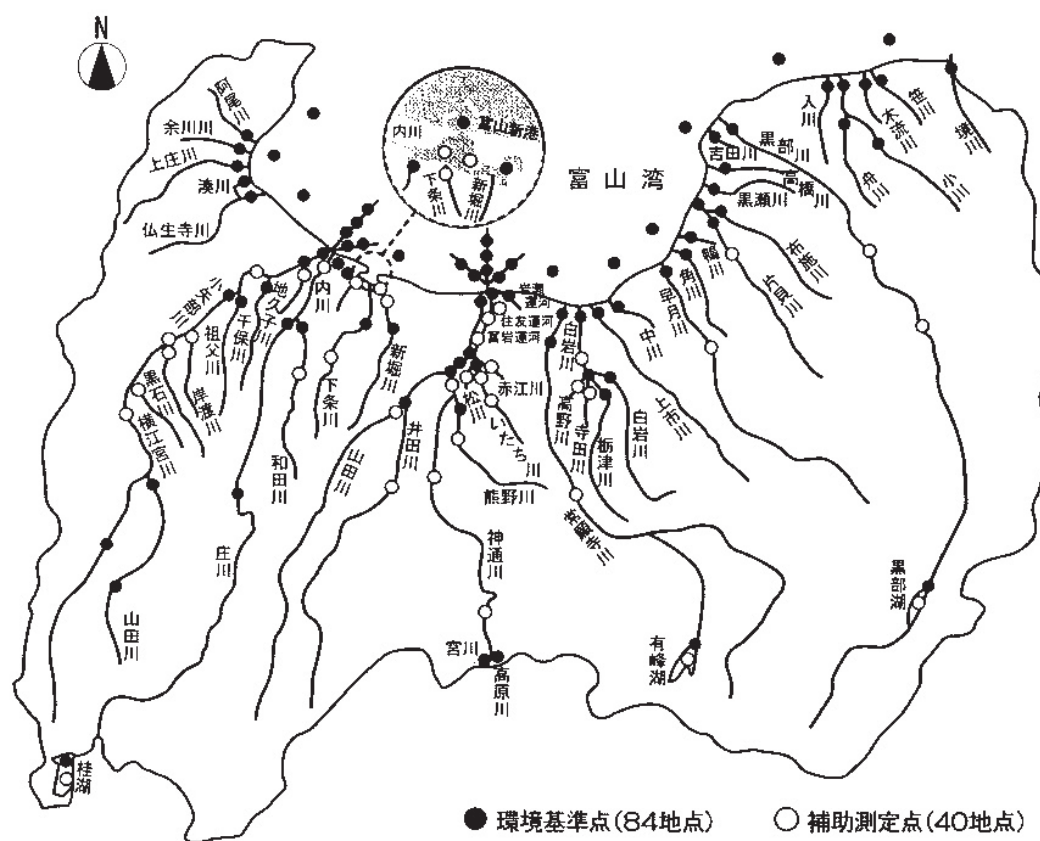 N
阿尾川
余川川
上庄川
湊川
仏生寺川
内川
富山新港
下条川
新堀川
富山湾
入川
木流川
笹川
境川
舟川
小川
黒部川
吉田川
高橋川
黒瀬川
布施川
片貝川
鴨川
角川
早月川
中川
上市川
白岩川
岩瀬運河
住友運河
富岩運河
小矢部川
祖父川
千保川
地久子川
内川
黒石川
岸渡川
横江宮川
和田川
下条川
新堀川
庄川
山田川
井田川
松川
赤江川
いたち川
熊野川
高野川
寺田川
栃津川
白岩川
常願寺川
神通川
宮川
高原川
有峰湖
黒部湖
山田川
桂湖
環境基準点(84地点)
補助測定点(40地点)